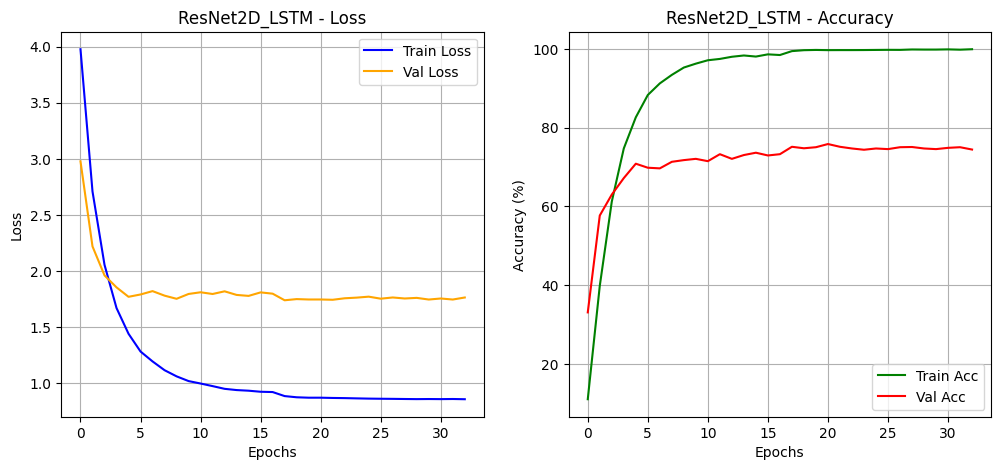 ResNet2D_LSTM - Loss
4.0
3.5
3.0
2.5
2.0
1.5
1.0
Loss
0 5 10 15 20 25 30
Epochs
Train Loss
Val Loss
ResNet2D_LSTM - Accuracy
100
80
60
40
20
Accuracy (%)
0 5 10 15 20 25 30
Epochs
Train Acc
Val Acc